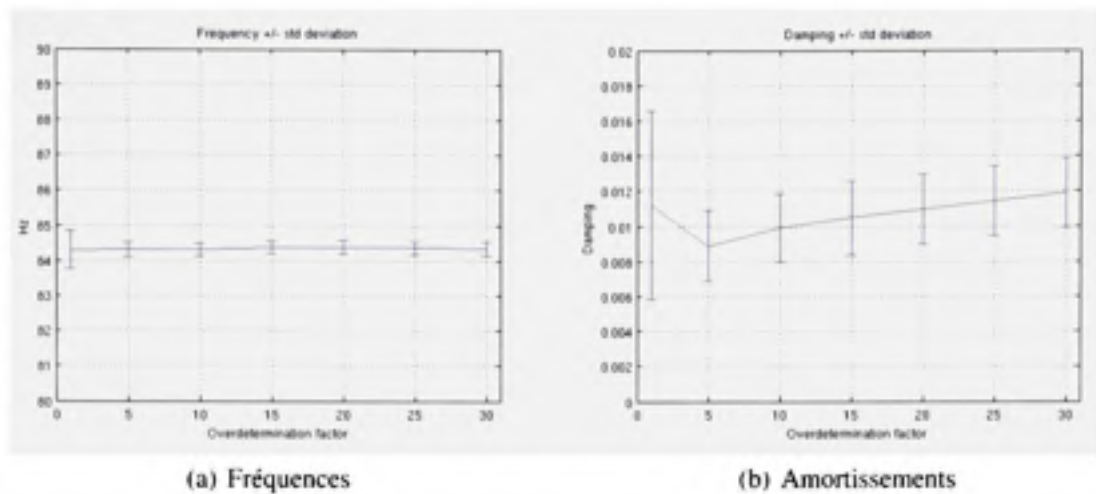 Frequency +/- std deviation
90
89
88
87
86
85
84
83
82
81
80
Hz
0 5 10 15 20 25 30
Overdetermination factor
(a) Fréquences
Damping +/- std deviation
0.02
0.018
0.016
0.014
0.012
0.01
0.008
0.006
0.004
0.002
0
Damping
0 5 10 15 20 25 30
Overdetermination factor
(b) Amortissements